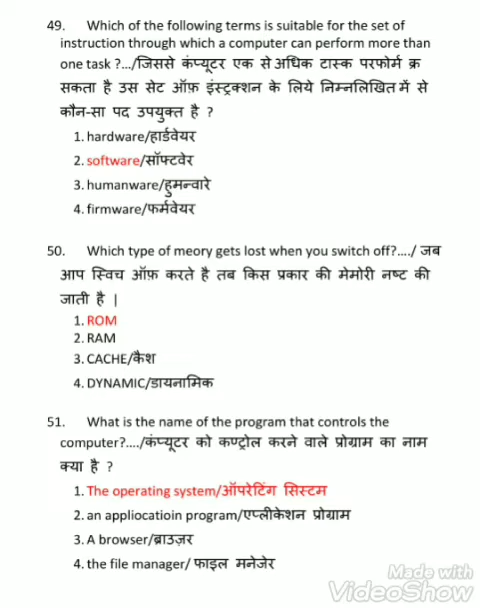 49. Which of the following terms is suitable for the set of
instruction through which a computer can perform more than
one task ?.../जिससे कंप्यूटर एक से अधिक टास्क परफोर्म क्र
सकता है उस सेट ऑफ़ इंस्ट्रक्शन के लिये निम्नलिखित में से
कौन-सा पद उपयुक्त है ?
1. hardware/हार्डवेयर
2. software/सॉफ्टवेर
3. humanware/हुमन्वारे
4. firmware/फर्मवेयर
50. Which type of meory gets lost when you switch off?..../ जब
आप स्विच ऑफ़ करते है तब किस प्रकार की मेमोरी नष्ट की
जाती है |
1. ROM
2. RAM
3. CACHE/कैश
4. DYNAMIC/डायनामिक
51. What is the name of the program that controls the
computer?..../कंप्यूटर को कण्ट्रोल करने वाले प्रोग्राम का नाम
क्या है ?
1. The operating system/ऑपरेटिंग सिस्टम
2. an appliocatioin program/एप्लीकेशन प्रोग्राम
3. A browser/ब्राउज़र
4. the file manager/ फाइल मनेजेर
Made with
VideoShow